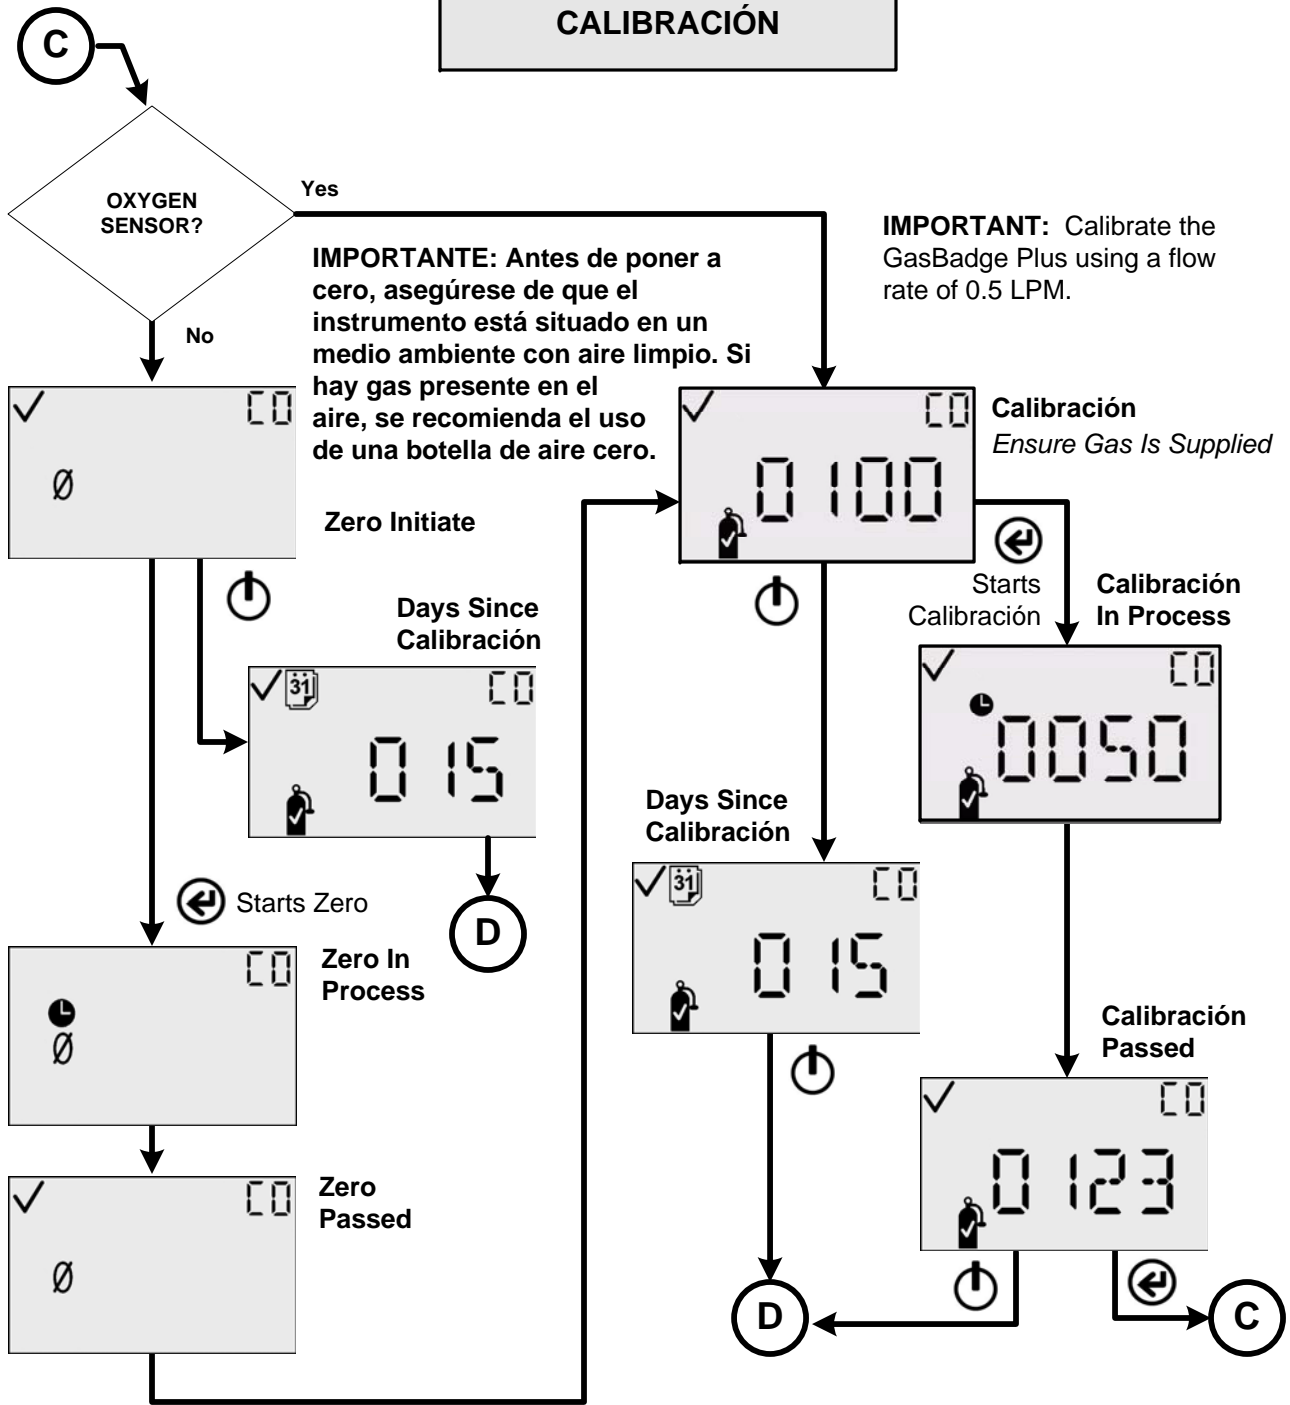 CALIBRACIÓN
C
OXYGEN
SENSOR?
Yes
No
IMPORTANT: Calibrate the
GasBadge Plus using a flow
rate of 0.5 LPM.
IMPORTANTE: Antes de poner a
cero, asegúrese de que el
instrumento está situado en un
medio ambiente con aire limpio. Si
hay gas presente en el
aire, se recomienda el uso
de una botella de aire cero.
CO
Ø
Zero Initiate
CO
0100
Calibración
Ensure Gas Is Supplied
Starts
Calibración
Calibración
In Process
Days Since
Calibración
31
CO
015
D
CO
0050
Days Since
Calibración
31
CO
015
Starts Zero
CO
Ø
Zero In
Process
Calibración
Passed
CO
0123
CO
Ø
Zero
Passed
D
C